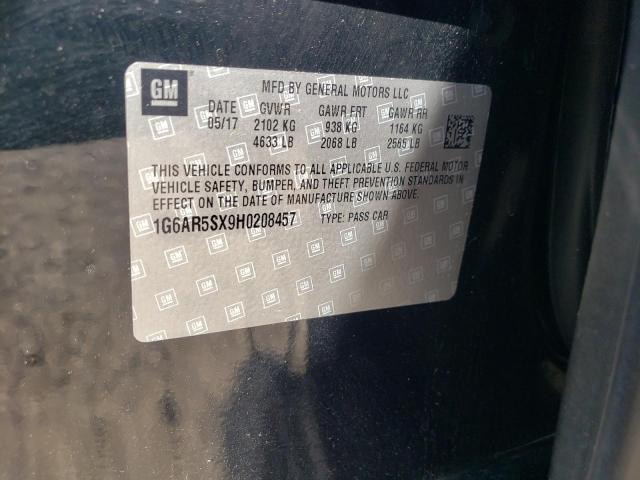 GM
MFD BY GENERAL MOTORS LLC
DATE GVWR GAWR FRT GAWR RR
05/17 2102 KG 938 KG 1164 KG
4633 LB 2068 LB 2565 LB
THIS VEHICLE CONFORMS TO ALL APPLICABLE U.S. FEDERAL MOTOR
VEHICLE SAFETY, BUMPER, AND THEFT PREVENTION STANDARDS IN
EFFECT ON THE DATE OF MANUFACTURE SHOWN ABOVE.
1G6AR5SX9H0208457 TYPE: PASS CAR